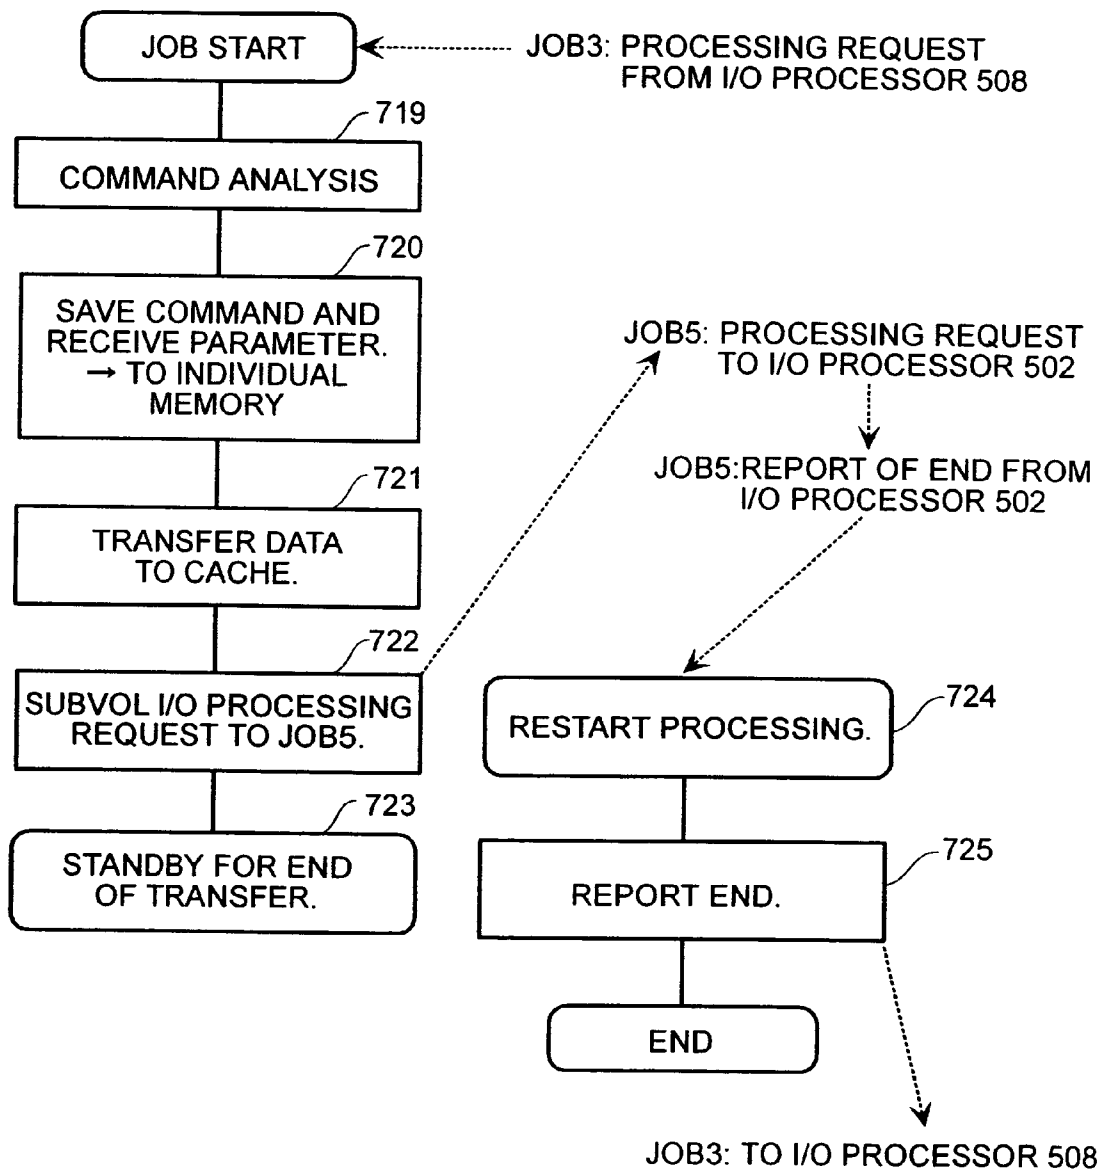 JOB START
JOB3: PROCESSING REQUEST
FROM I/O PROCESSOR 508
719
COMMAND ANALYSIS
720
SAVE COMMAND AND
RECEIVE PARAMETER.
→ TO INDIVIDUAL
MEMORY
721
TRANSFER DATA
TO CACHE.
722
SUBVOL I/O PROCESSING
REQUEST TO JOB5.
723
STANDBY FOR END
OF TRANSFER.
JOB5: PROCESSING REQUEST
TO I/O PROCESSOR 502
JOB5:REPORT OF END FROM
I/O PROCESSOR 502
724
RESTART PROCESSING.
725
REPORT END.
END
JOB3: TO I/O PROCESSOR 508